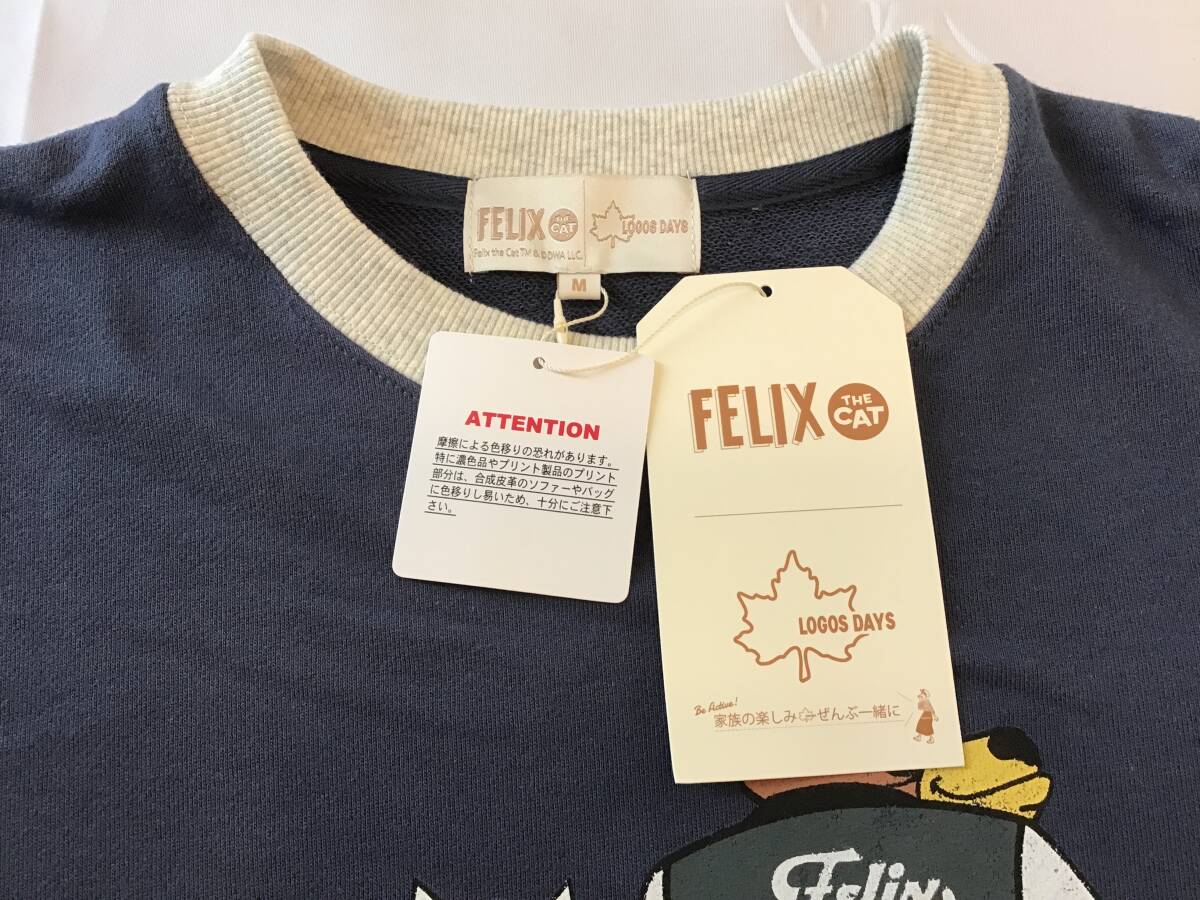 FELIX THE CAT
LOGOS DAYS
Felix the Cat TM & © DWA LLC.
M
ATTENTION
摩擦による色移りの恐れがあります。
特に濃色品やプリント製品のプリント
部分は、合成皮革のソファーやバッグ
に色移りし易いため、十分にご注意下
さい。
FELIX THE CAT
LOGOS DAYS
Be Active!
家族の楽しみぜんぶ一緒に
Felix